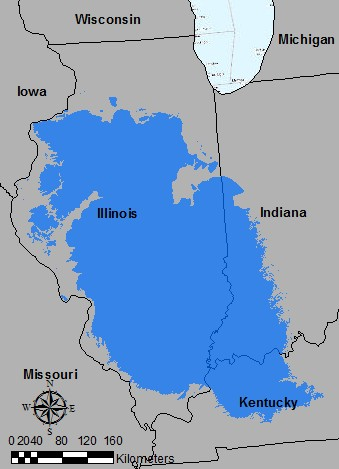 Wisconsin
Michigan
Iowa
Illinois
Indiana
Missouri
N
W E
S
Kentucky
0 20 40 80 120 160
Kilometers